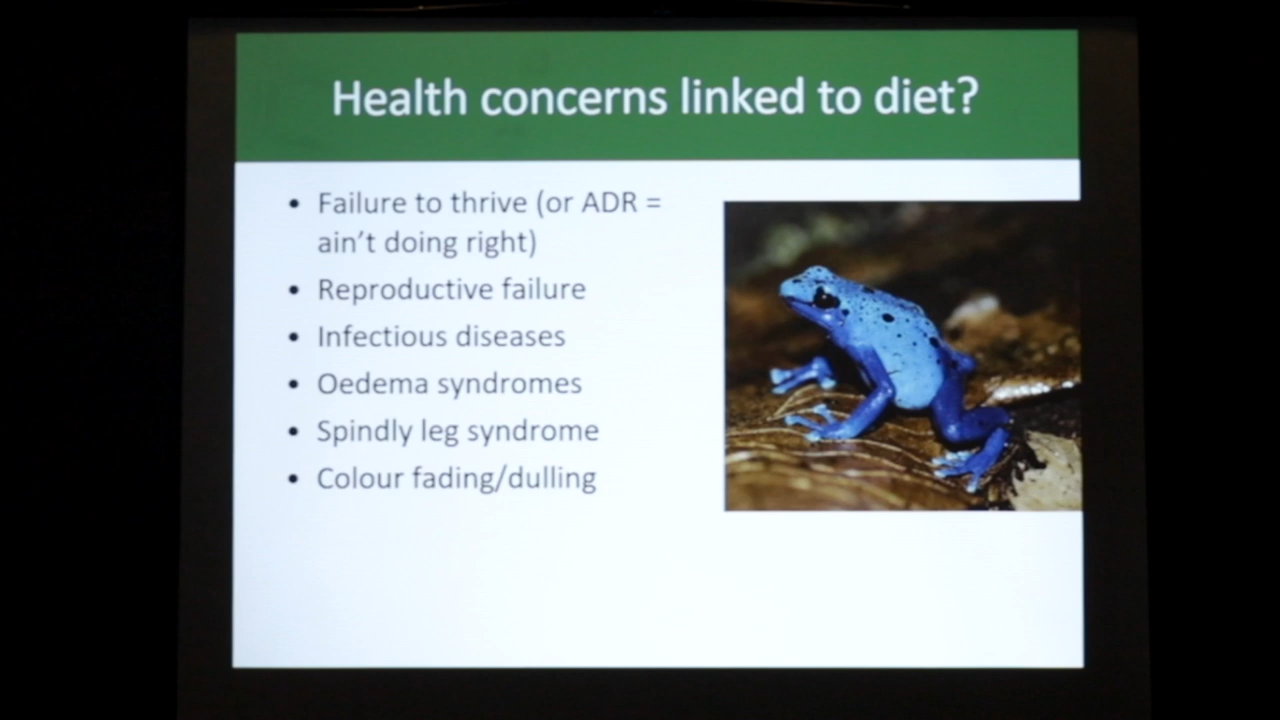 Health concerns linked to diet?
• Failure to thrive (or ADR =
ain't doing right)
• Reproductive failure
• Infectious diseases
• Oedema syndromes
• Spindly leg syndrome
• Colour fading/dulling